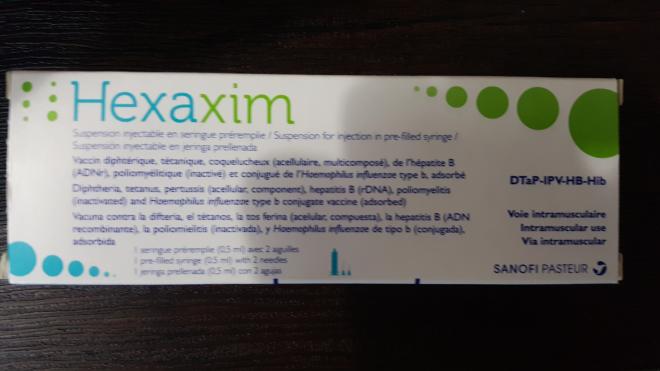 Hexaxim
Suspension injectable en seringue préremplie / Suspension for injection in pre-filled syringe /
Suspensión inyectable en jeringa prellenada
Vaccin diphtérique, tétanique, coquelucheux (acellulaire, multicomposé), de l'hépatite B
(ADNr), poliomyélitique (inactivé) et conjugué de l'Haemophilus influenzae type b, adsorbé
Diphtheria, tetanus, pertussis (acellular, component), hepatitis B (rDNA), poliomyelitis
(inactivated) and Haemophilus influenzae type b conjugate vaccine (adsorbed)
Vacuna contra la difteria, el tétanos, la tos ferina (acelular, compuesta), la hepatitis B (ADN
recombinante), la poliomielitis (inactivada), y Haemophilus influenzae de tipo b (conjugada),
adsorbida
1 seringue préremplie (0,5 ml) avec 2 aiguilles
1 pre-filled syringe (0.5 ml) with 2 needles
1 jeringa prellenada (0,5 ml) con 2 agujas
DTaP-IPV-HB-Hib
Voie intramusculaire
Intramuscular use
Vía intramuscular
SANOFI PASTEUR